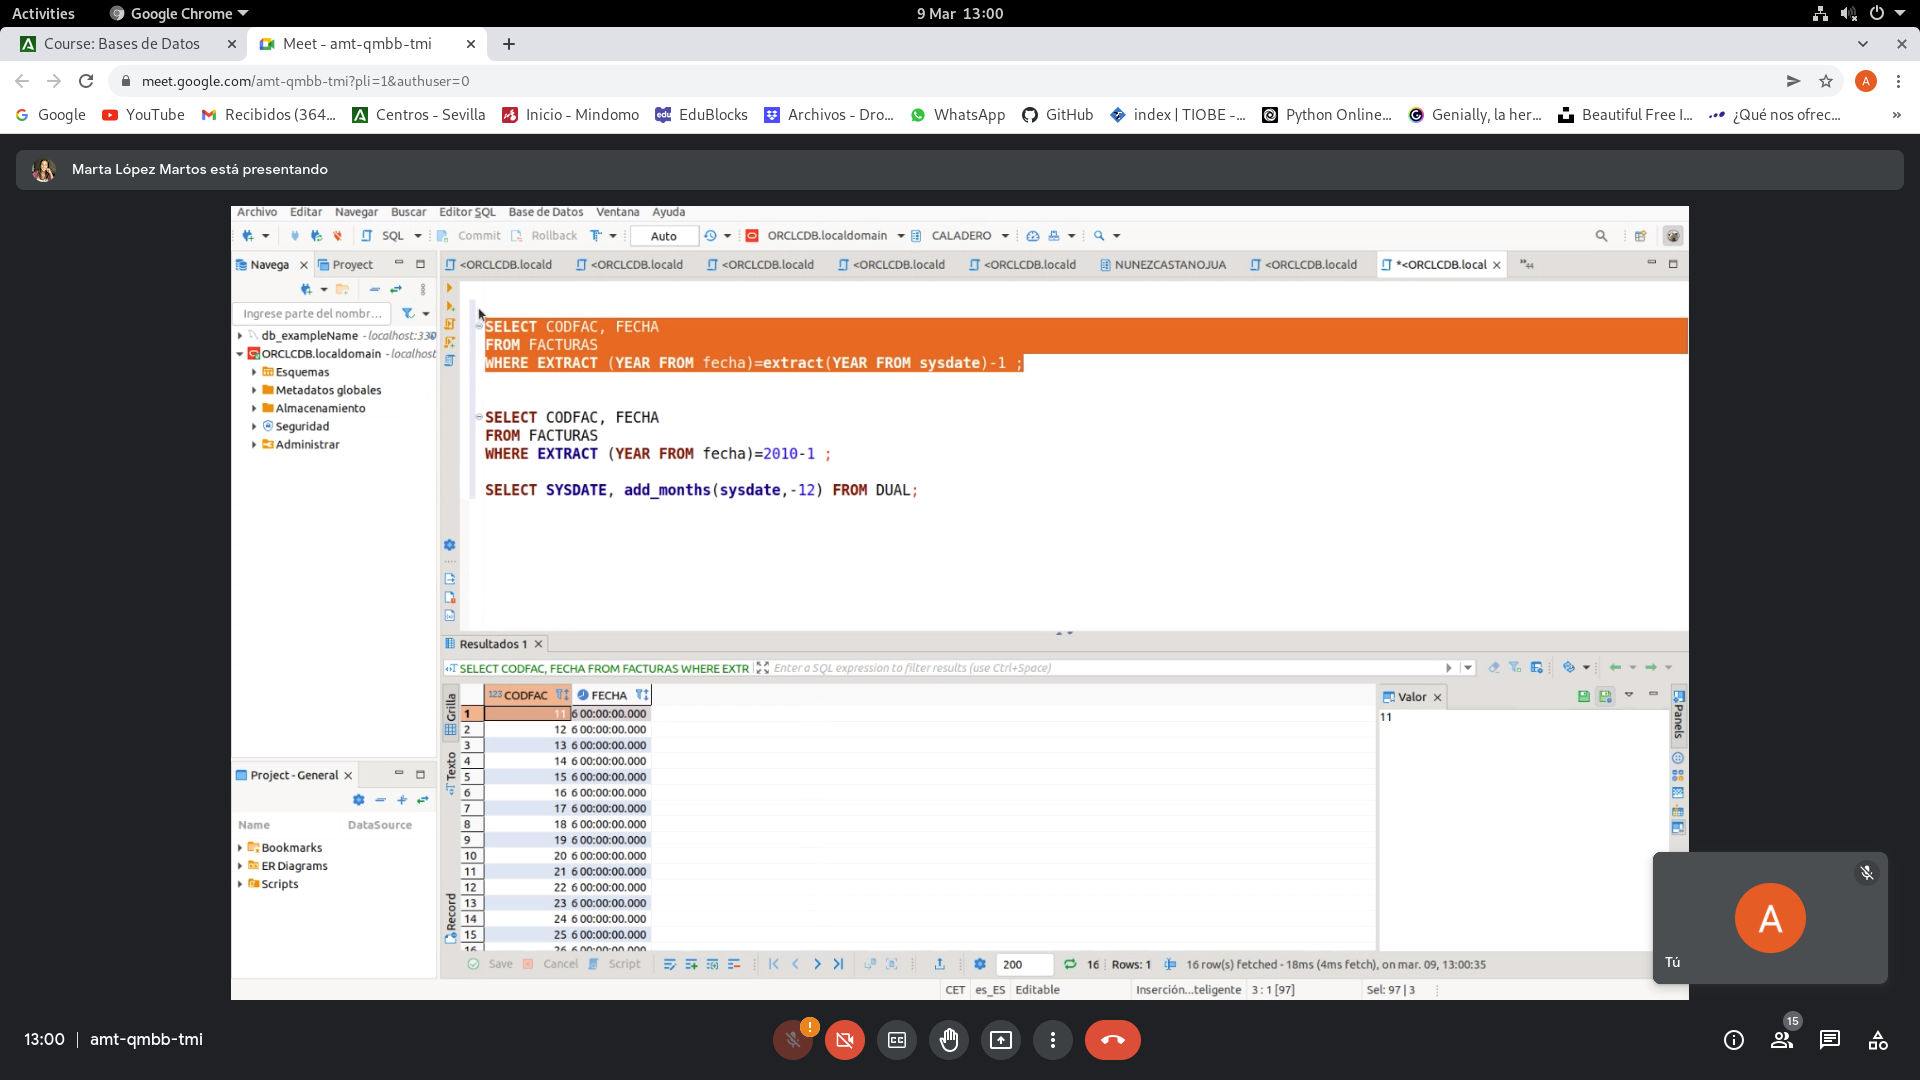 Activities
Google Chrome
9 Mar 13:00
Course: Bases de Datos
Meet - amt-qmbb-tmi
meet.google.com/amt-qmbb-tmi?pli=1&authuser=0
A
Google
YouTube
Recibidos (364...
Centros - Sevilla
Inicio - Mindomo
EduBlocks
Archivos - Dro...
WhatsApp
GitHub
index | TIOBE -...
Python Online...
Genially, la her...
Beautiful Free I...
¿Qué nos ofrec...
»
Marta López Martos está presentando
Archivo Editar Navegar Buscar Editor SQL Base de Datos Ventana Ayuda
SQL Commit Rollback Auto ORCLCDB.localdomain CALADERO
Navega Proyect
<ORCLCDB.locald <ORCLCDB.locald <ORCLCDB.locald <ORCLCDB.locald <ORCLCDB.locald NUNEZCASTANOJUA <ORCLCDB.locald *<ORCLCDB.local »44
Ingrese parte del nombr...
db_exampleName - localhost:330
ORCLCDB.localdomain - localhost
Esquemas
Metadatos globales
Almacenamiento
Seguridad
Administrar
SELECT CODFAC, FECHA
FROM FACTURAS
WHERE EXTRACT (YEAR FROM fecha)=extract(YEAR FROM sysdate)-1 ;
SELECT CODFAC, FECHA
FROM FACTURAS
WHERE EXTRACT (YEAR FROM fecha)=2010-1 ;
SELECT SYSDATE, add_months(sysdate,-12) FROM DUAL;
Resultados 1
SELECT CODFAC, FECHA FROM FACTURAS WHERE EXTR
Enter a SQL expression to filter results (use Ctrl+Space)
Grilla
Texto
Record
123 CODFAC FECHA
1 11 6 00:00:00.000
2 12 6 00:00:00.000
3 13 6 00:00:00.000
4 14 6 00:00:00.000
5 15 6 00:00:00.000
6 16 6 00:00:00.000
7 17 6 00:00:00.000
8 18 6 00:00:00.000
9 19 6 00:00:00.000
10 20 6 00:00:00.000
11 21 6 00:00:00.000
12 22 6 00:00:00.000
13 23 6 00:00:00.000
14 24 6 00:00:00.000
15 25 6 00:00:00.000
16 26 6 00:00:00.000
Valor
11
Panels
Project - General
Name DataSource
Bookmarks
ER Diagrams
Scripts
Save Cancel Script 200 16 Rows: 1 16 row(s) fetched - 18ms (4ms fetch), on mar. 09, 13:00:35
CET es_ES Editable Inserción...teligente 3 : 1 [97] Sel: 97 | 3
A
Tú
13:00 | amt-qmbb-tmi
!
15